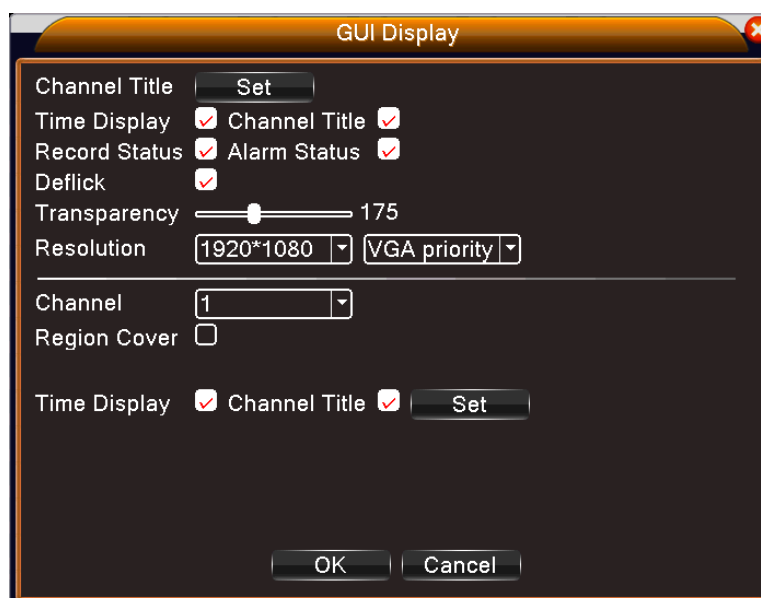 GUI Display
Channel Title Set
Time Display Channel Title
Record Status Alarm Status
Deflick
Transparency 175
Resolution 1920*1080 VGA priority
Channel 1
Region Cover
Time Display Channel Title Set
OK Cancel